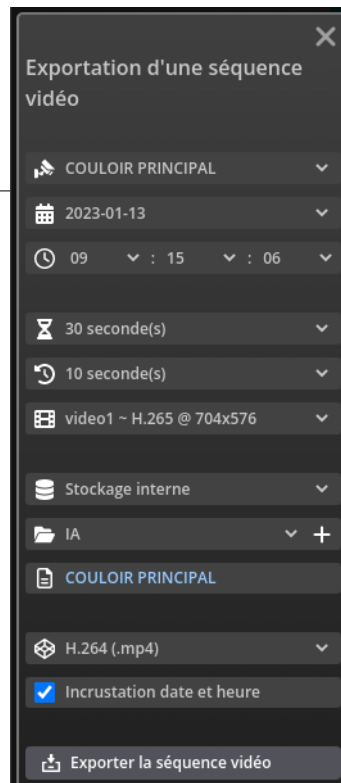 Exportation d'une séquence
vidéo
COULOIR PRINCIPAL
2023-01-13
09 : 15 : 06
30 seconde(s)
10 seconde(s)
video1 ~ H.265 @ 704x576
Stockage interne
IA
COULOIR PRINCIPAL
H.264 (.mp4)
Incrustation date et heure
Exporter la séquence vidéo